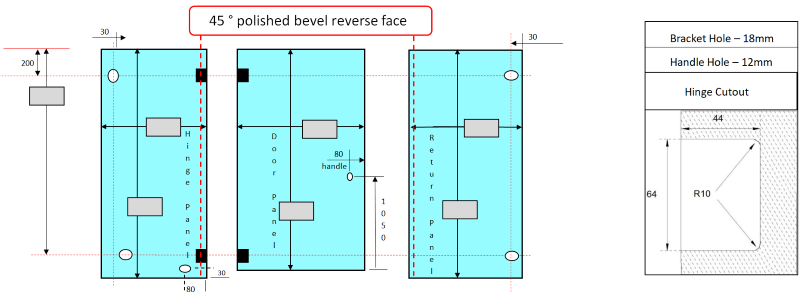 45 ° polished bevel reverse face
30
30
200
Hinge Panel
Door Panel
Return Panel
80
handle
1050
30
80
Bracket Hole – 18mm
Handle Hole – 12mm
Hinge Cutout
44
64
R10